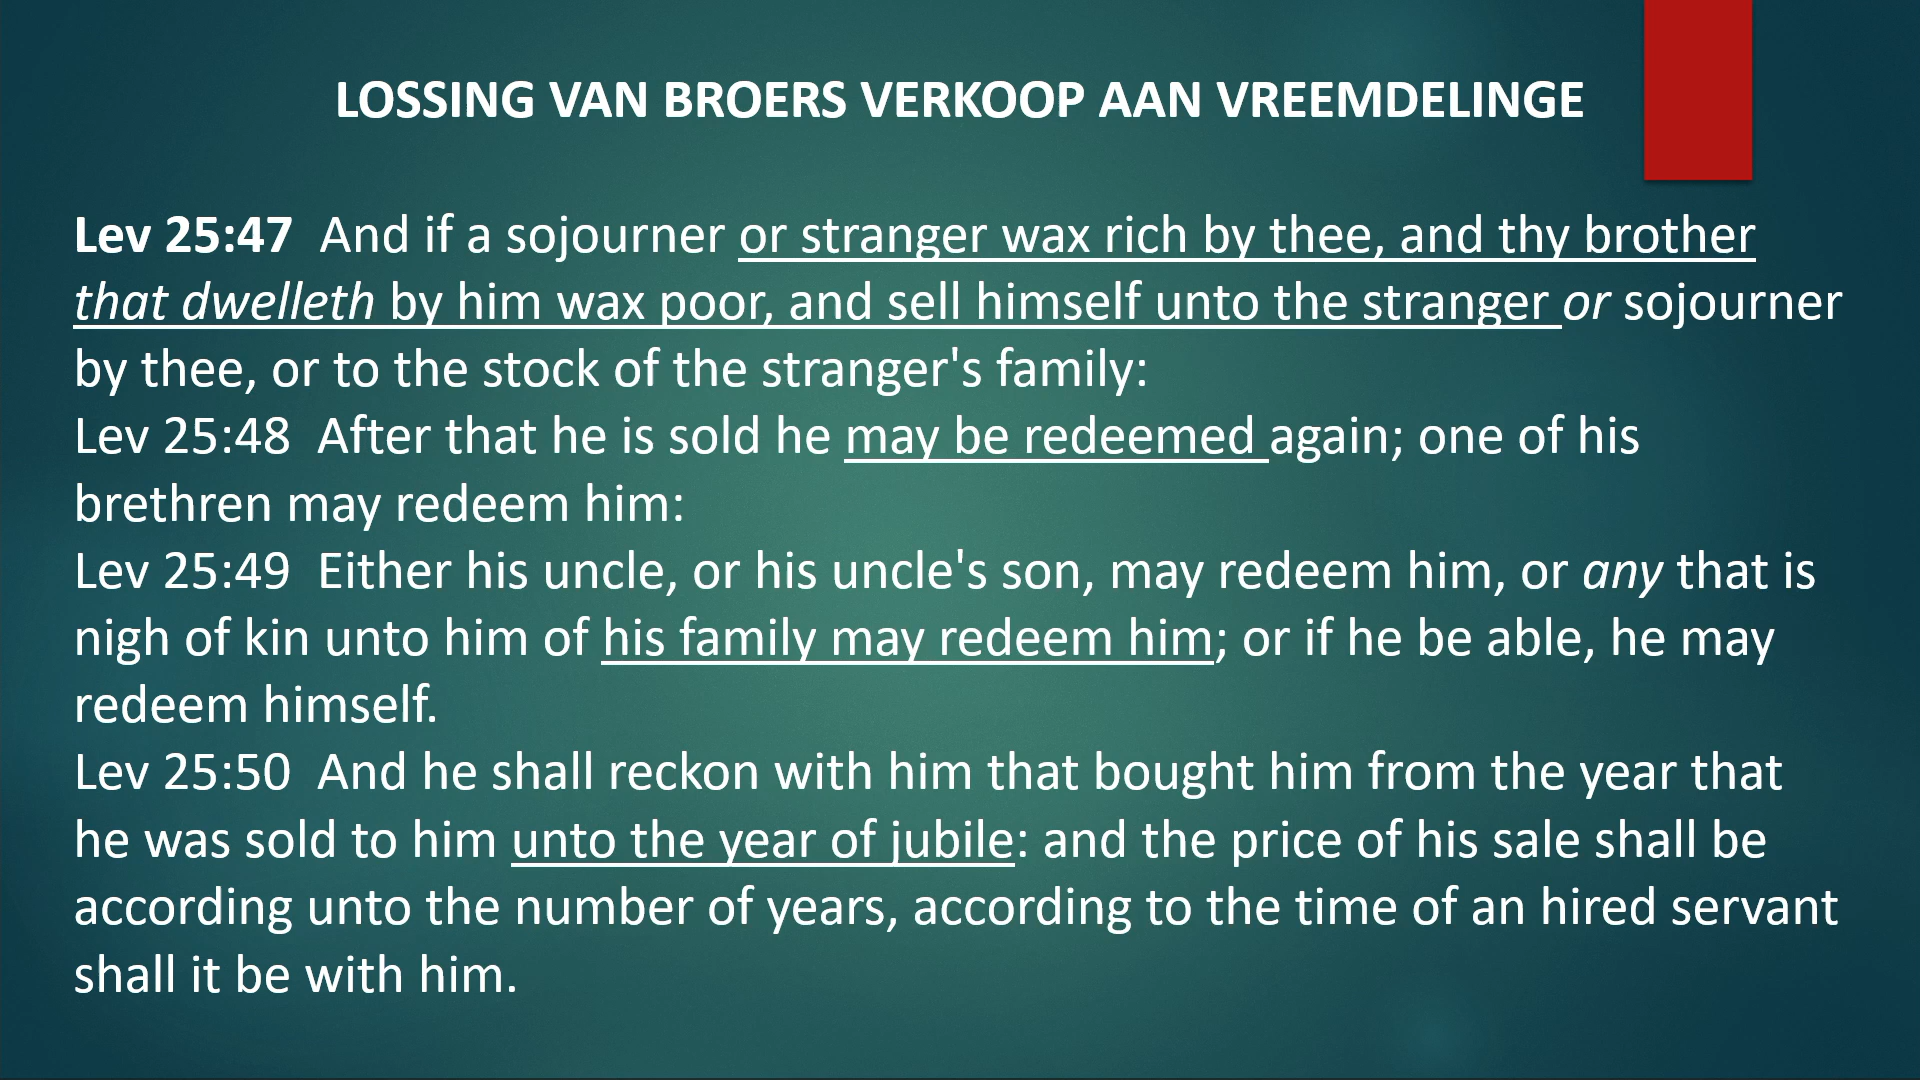 LOSSING VAN BROERS VERKOOP AAN VREEMDELINGE
Lev 25:47  And if a sojourner or stranger wax rich by thee, and thy brother
that dwelleth by him wax poor, and sell himself unto the stranger or sojourner
by thee, or to the stock of the stranger's family:
Lev 25:48  After that he is sold he may be redeemed again; one of his
brethren may redeem him:
Lev 25:49  Either his uncle, or his uncle's son, may redeem him, or any that is
nigh of kin unto him of his family may redeem him; or if he be able, he may
redeem himself.
Lev 25:50  And he shall reckon with him that bought him from the year that
he was sold to him unto the year of jubile: and the price of his sale shall be
according unto the number of years, according to the time of an hired servant
shall it be with him.